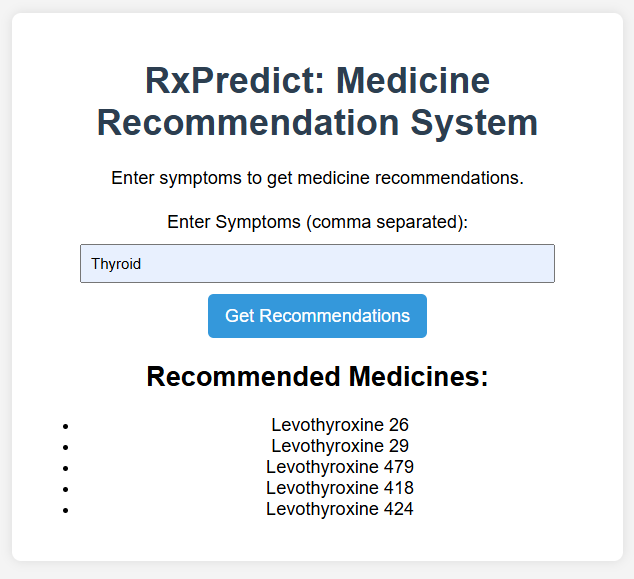 RxPredict: Medicine
Recommendation System
Enter symptoms to get medicine recommendations.
Enter Symptoms (comma separated):
Thyroid
Get Recommendations
Recommended Medicines:
Levothyroxine 26
Levothyroxine 29
Levothyroxine 479
Levothyroxine 418
Levothyroxine 424